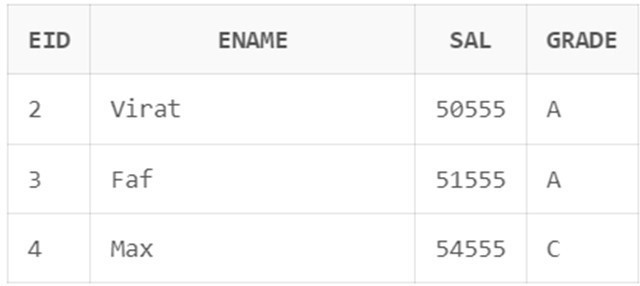 EID ENAME SAL GRADE
2 Virat 50555 A
3 Faf 51555 A
4 Max 54555 C